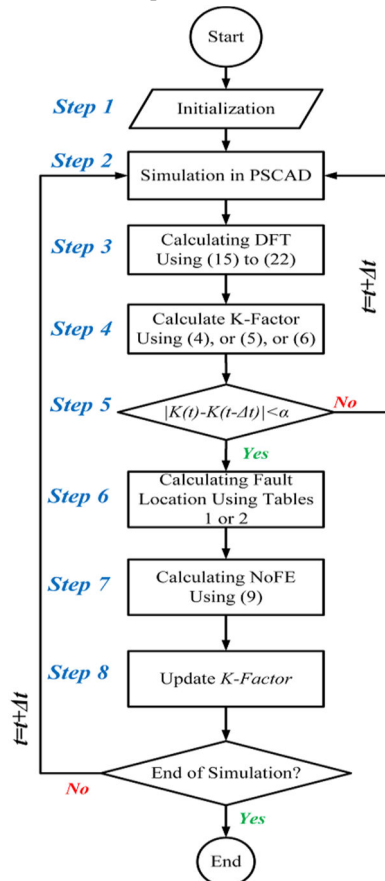 Start
Step 1
Initialization
Step 2
Simulation in PSCAD
Step 3
Calculating DFT
Using (15) to (22)
t=t+Δt
Step 4
Calculate K-Factor
Using (4), or (5), or (6)
Step 5
|K(t)-K(t-Δt)|<α
No
Yes
Step 6
Calculating Fault
Location Using Tables
1 or 2
Step 7
Calculating NoFE
Using (9)
Step 8
Update K-Factor
t=t+Δt
End of Simulation?
No
Yes
End